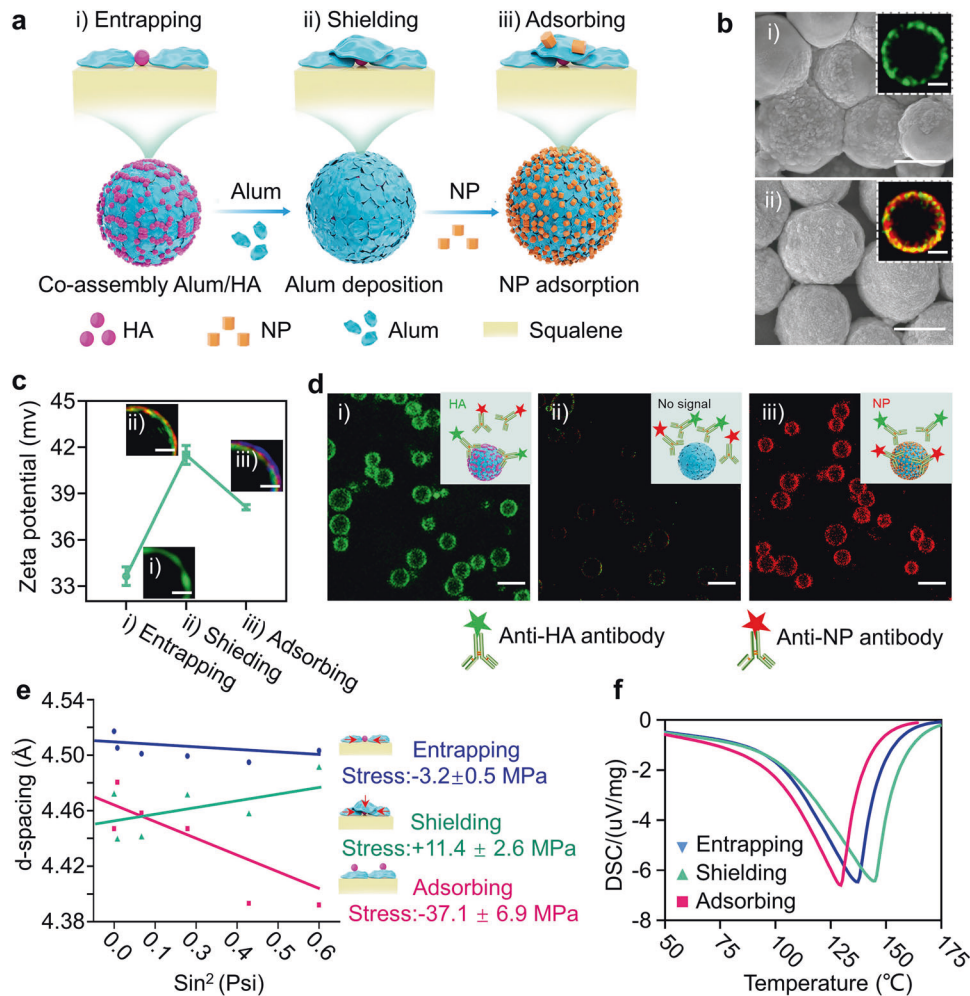 a
i) Entrapping
ii) Shielding
iii) Adsorbing
Alum
NP
Co-assembly Alum/HA
Alum deposition
NP adsorption
HA
NP
Alum
Squalene
b
i)
ii)
c
Zeta potential (mv)
45
42
39
36
33
ii)
iii)
i)
i) Entrapping
ii) Shieding
iii) Adsorbing
d
i)
HA
ii)
No signal
iii)
NP
Anti-HA antibody
Anti-NP antibody
e
d-spacing (Å)
4.54
4.50
4.46
4.42
4.38
0.0
0.1
0.2
0.3
0.4
0.5
0.6
Sin² (Psi)
Entrapping
Stress:-3.2±0.5 MPa
Shielding
Stress:+11.4 ± 2.6 MPa
Adsorbing
Stress:-37.1 ± 6.9 MPa
f
DSC/(uV/mg)
0
-2
-4
-6
-8
Entrapping
Shielding
Adsorbing
50
75
100
125
150
175
Temperature (℃)